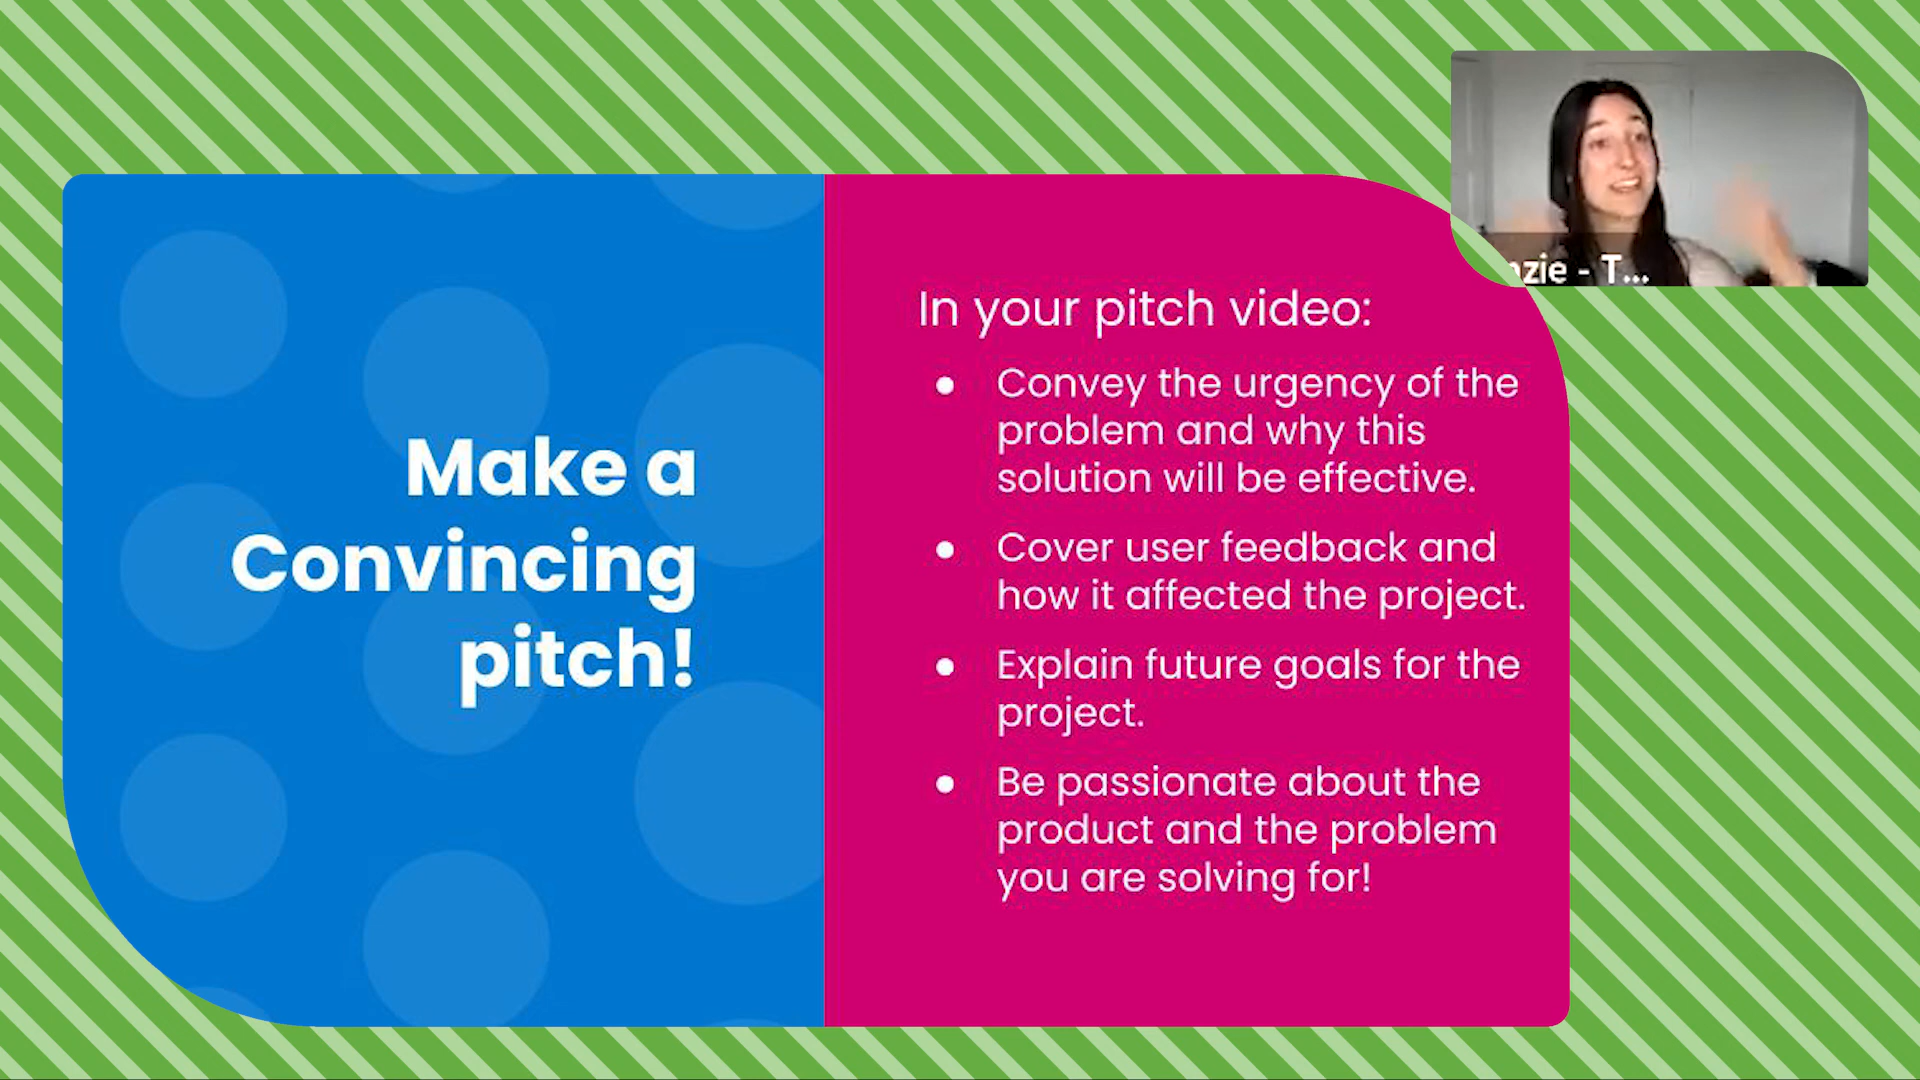 Make a
Convincing
pitch!
In your pitch video:
● Convey the urgency of the
problem and why this
solution will be effective.
● Cover user feedback and
how it affected the project.
● Explain future goals for the
project.
● Be passionate about the
product and the problem
you are solving for!
zie - T...